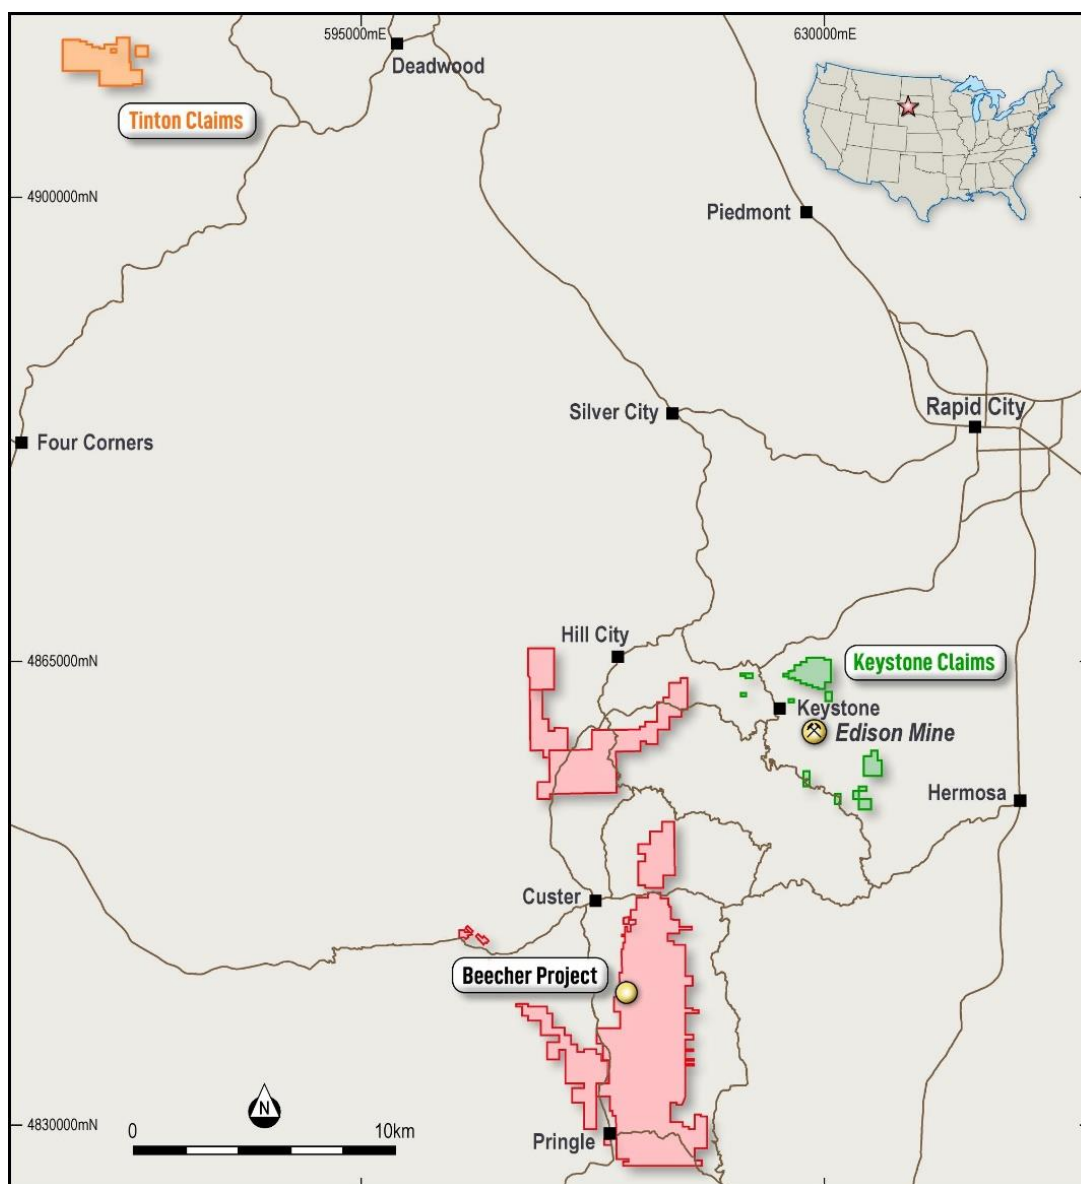 595000mE
630000mE
Deadwood
Tinton Claims
4900000mN
Piedmont
Silver City
Rapid City
Four Corners
Hill City
4865000mN
Keystone Claims
Keystone
Edison Mine
Hermosa
Custer
Beecher Project
N
4830000mN
0
10km
Pringle